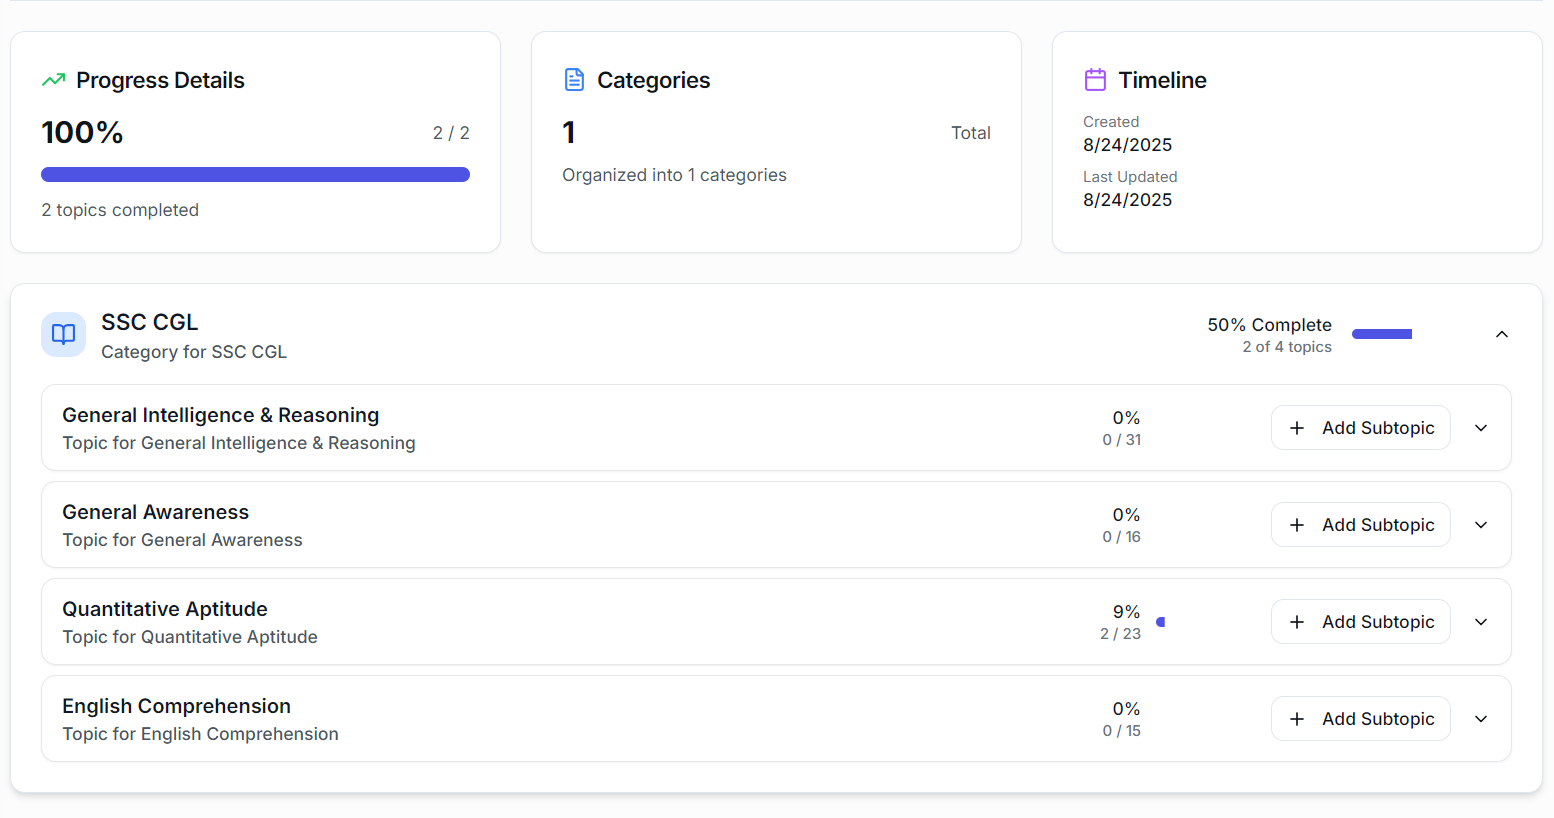 Progress Details
100%
2 / 2
2 topics completed
Categories
1
Total
Organized into 1 categories
Timeline
Created
8/24/2025
Last Updated
8/24/2025
SSC CGL
Category for SSC CGL
50% Complete
2 of 4 topics
General Intelligence & Reasoning
Topic for General Intelligence & Reasoning
0%
0 / 31
Add Subtopic
General Awareness
Topic for General Awareness
0%
0 / 16
Add Subtopic
Quantitative Aptitude
Topic for Quantitative Aptitude
9%
2 / 23
Add Subtopic
English Comprehension
Topic for English Comprehension
0%
0 / 15
Add Subtopic